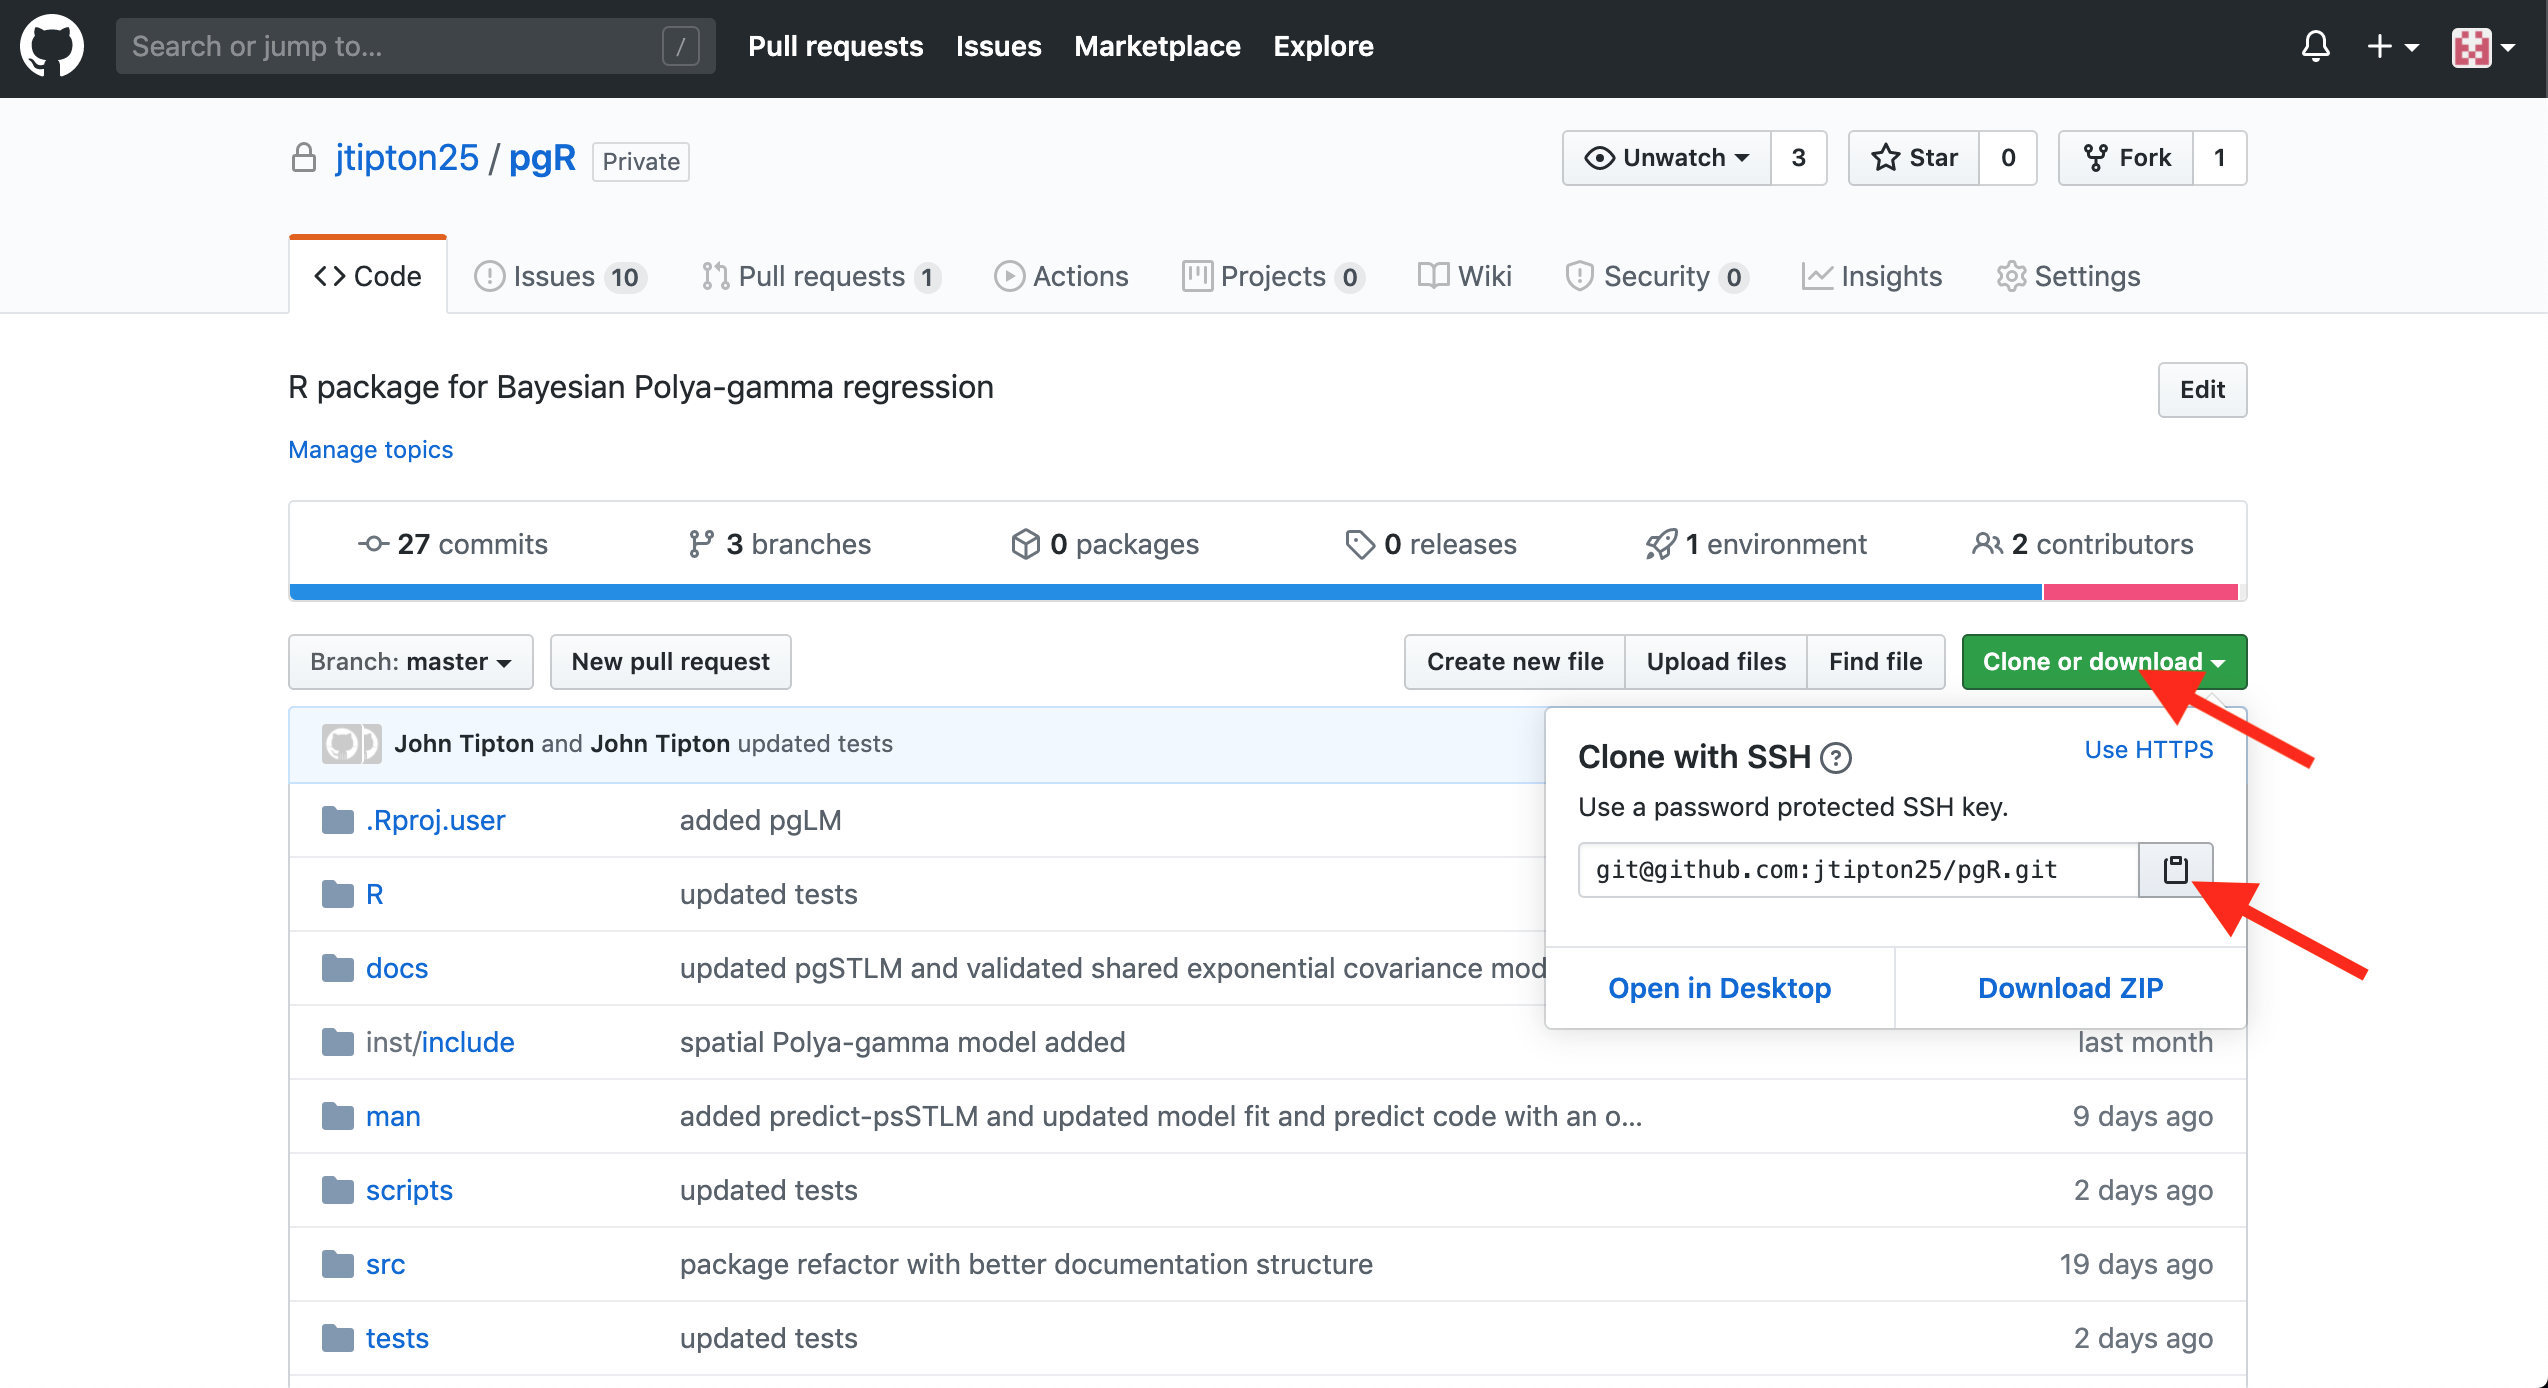 Search or jump to... / Pull requests Issues Marketplace Explore
jtipton25 / pgR Private Unwatch 3 Star 0 Fork 1
Code Issues 10 Pull requests 1 Actions Projects 0 Wiki Security 0 Insights Settings
R package for Bayesian Polya-gamma regression Edit
Manage topics
27 commits 3 branches 0 packages 0 releases 1 environment 2 contributors
Branch: master New pull request Create new file Upload files Find file Clone or download
John Tipton and John Tipton updated tests
Clone with SSH ? Use HTTPS
Use a password protected SSH key.
git@github.com:jtipton25/pgR.git
Open in Desktop Download ZIP
.Rproj.user added pgLM
R updated tests
docs updated pgSTLM and validated shared exponential covariance mod
inst/include spatial Polya-gamma model added last month
man added predict-psSTLM and updated model fit and predict code with an o... 9 days ago
scripts updated tests 2 days ago
src package refactor with better documentation structure 19 days ago
tests updated tests 2 days ago